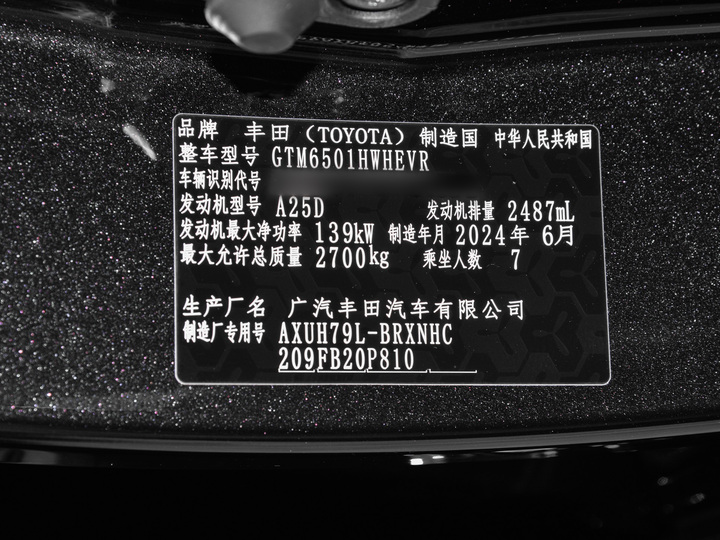 品牌 丰田（TOYOTA） 制造国 中华人民共和国
整车型号 GTM6501HWHEVR
车辆识别代号
发动机型号 A25D 发动机排量 2487mL
发动机最大净功率 139kW 制造年月 2024年 6月
最大允许总质量 2700kg 乘坐人数 7
生产厂名 广汽丰田汽车有限公司
制造厂专用号 AXUH79L-BRXNHC
209FB20P810